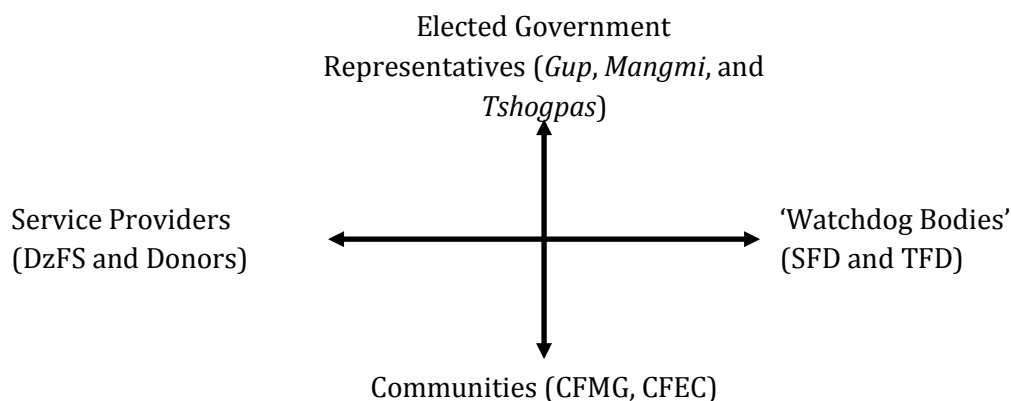 Elected Government
Representatives (Gup, Mangmi, and
Tshogpas)
Service Providers
(DzFS and Donors)
‘Watchdog Bodies’
(SFD and TFD)
Communities (CFMG, CFEC)